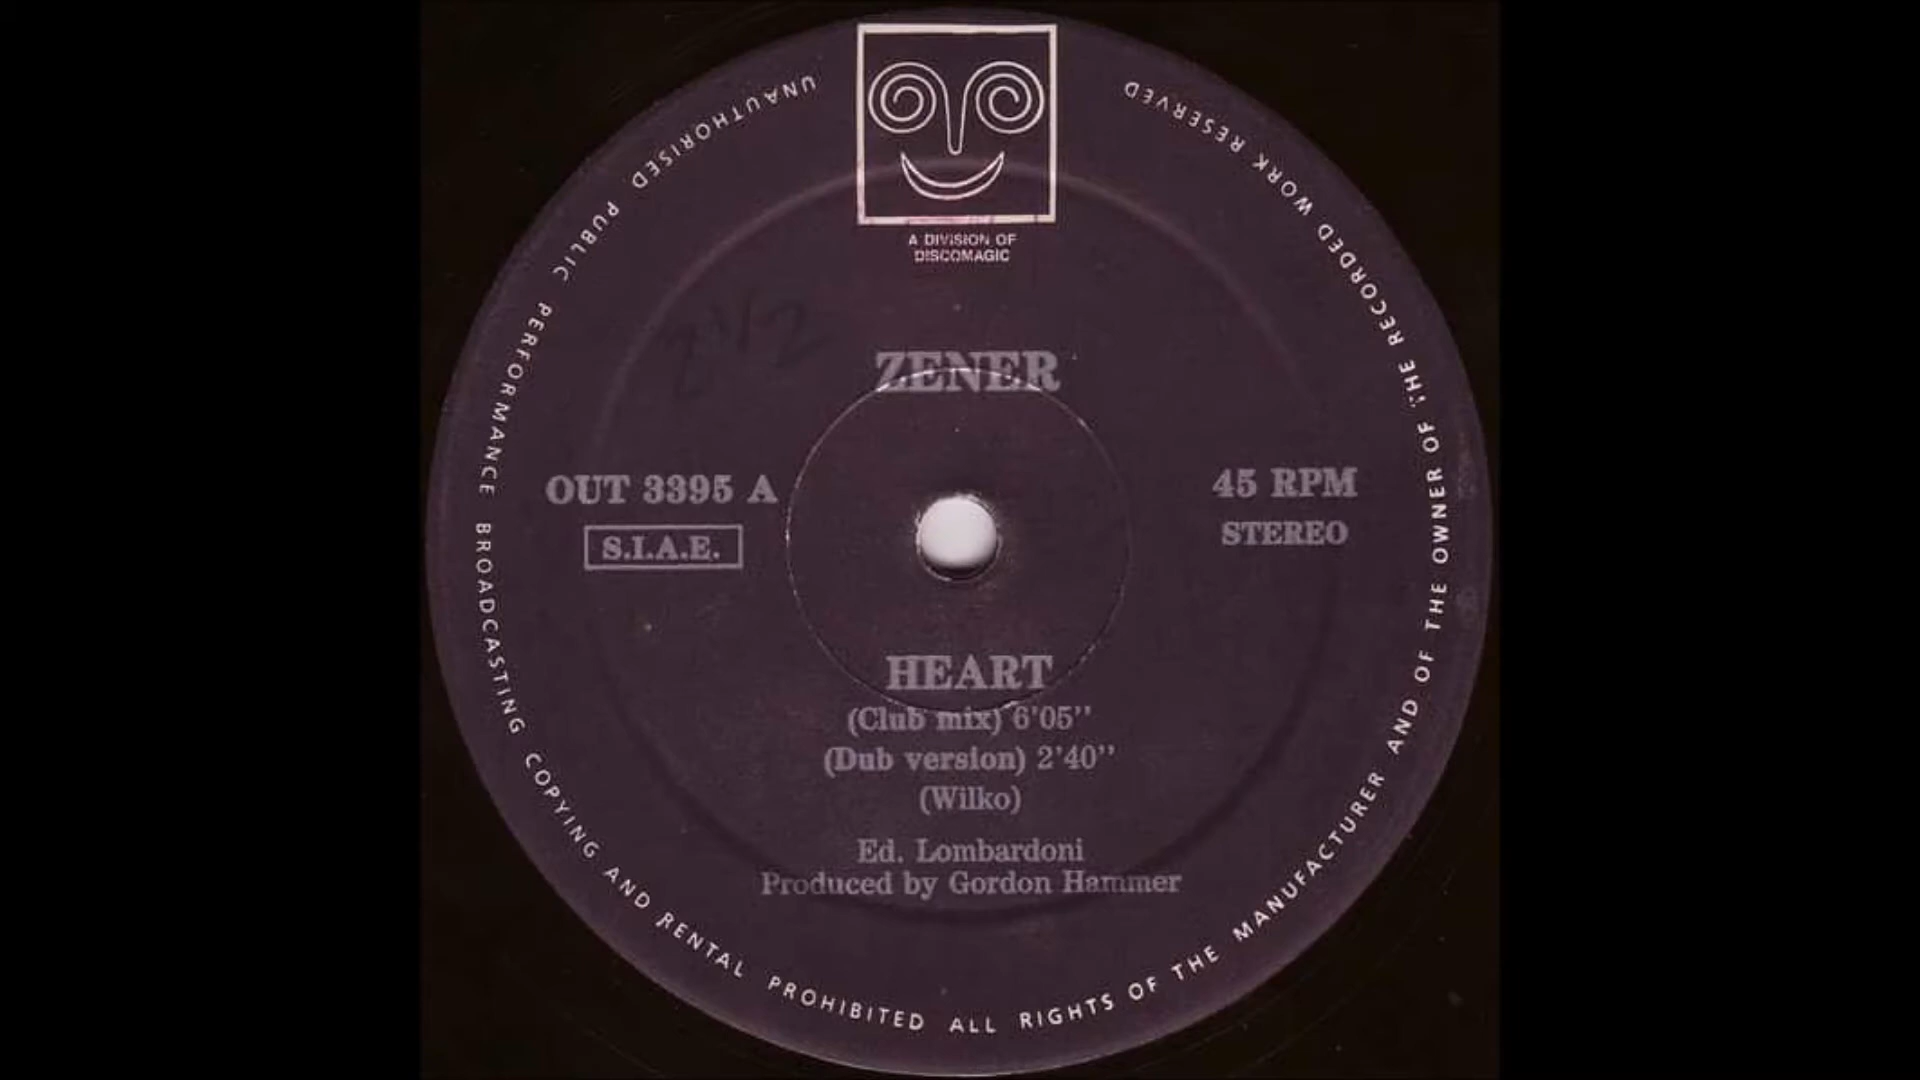 A DIVISION OF
DISCOMAGIC
ZENER
OUT 3395 A
S.I.A.E.
45 RPM
STEREO
HEART
(Club mix) 6'05''
(Dub version) 2'40''
(Wilko)
Ed. Lombardoni
Produced by Gordon Hammer
UNAUTHORISED PUBLIC PERFORMANCE BROADCASTING COPYING AND RENTAL PROHIBITED ALL RIGHTS OF THE MANUFACTURER AND OF THE OWNER OF THE RECORDED WORK RESERVED